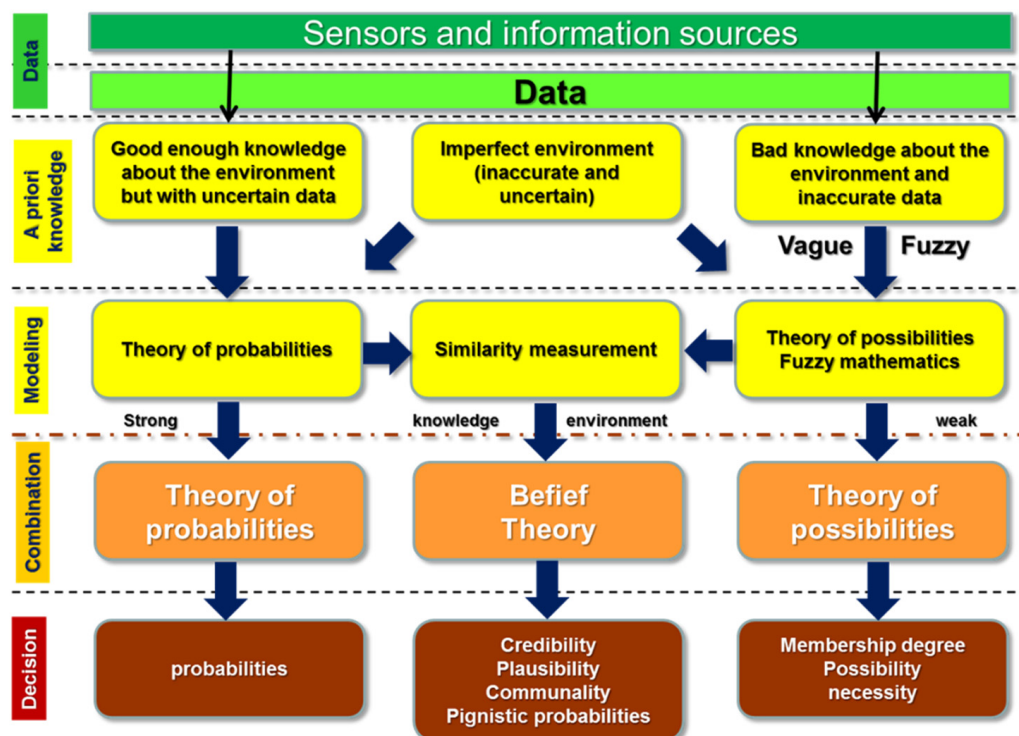 Data
Sensors and information sources
Data
A priori
knowledge
Good enough knowledge
about the environment
but with uncertain data
Imperfect environment
(inaccurate and
uncertain)
Bad knowledge about the
environment and
inaccurate data
Vague
Fuzzy
Modeling
Theory of probabilities
Similarity measurement
Theory of possibilities
Fuzzy mathematics
Strong
knowledge
environment
weak
Combination
Theory of
probabilities
Befief
Theory
Theory of
possibilities
Decision
probabilities
Credibility
Plausibility
Communality
Pignistic probabilities
Membership degree
Possibility
necessity